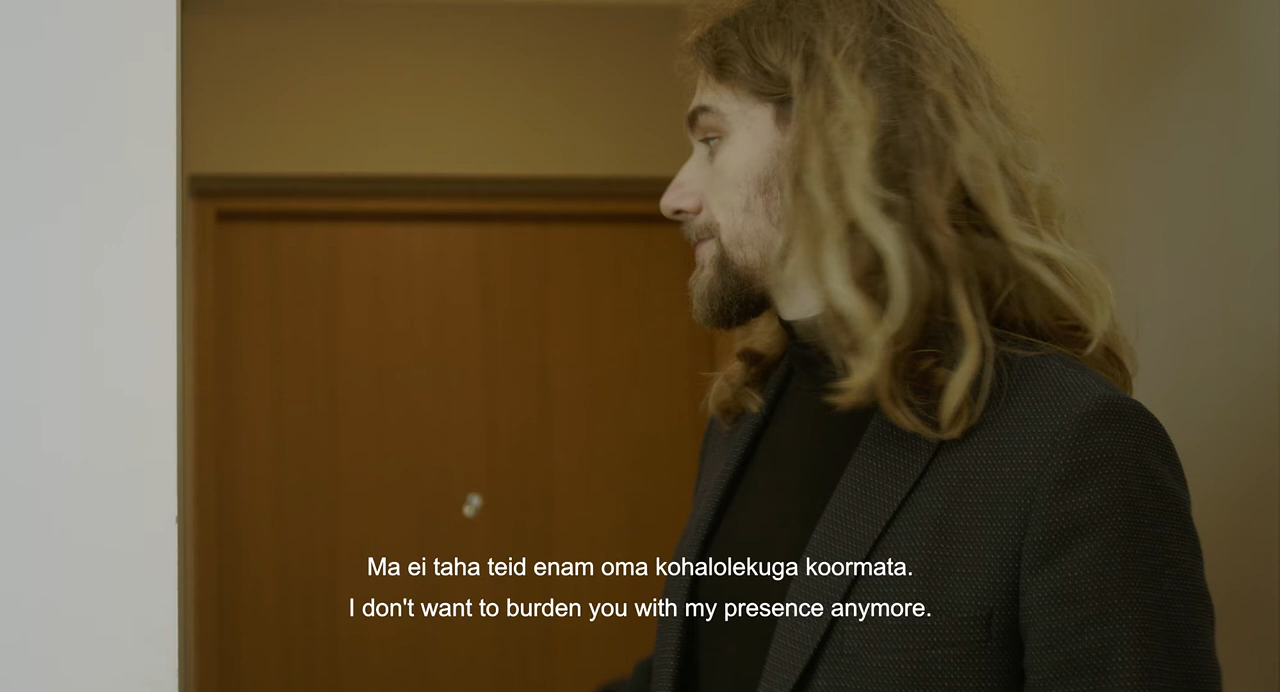 Ma ei taha teid enam oma kohalolekuga koormata.
I don't want to burden you with my presence anymore.